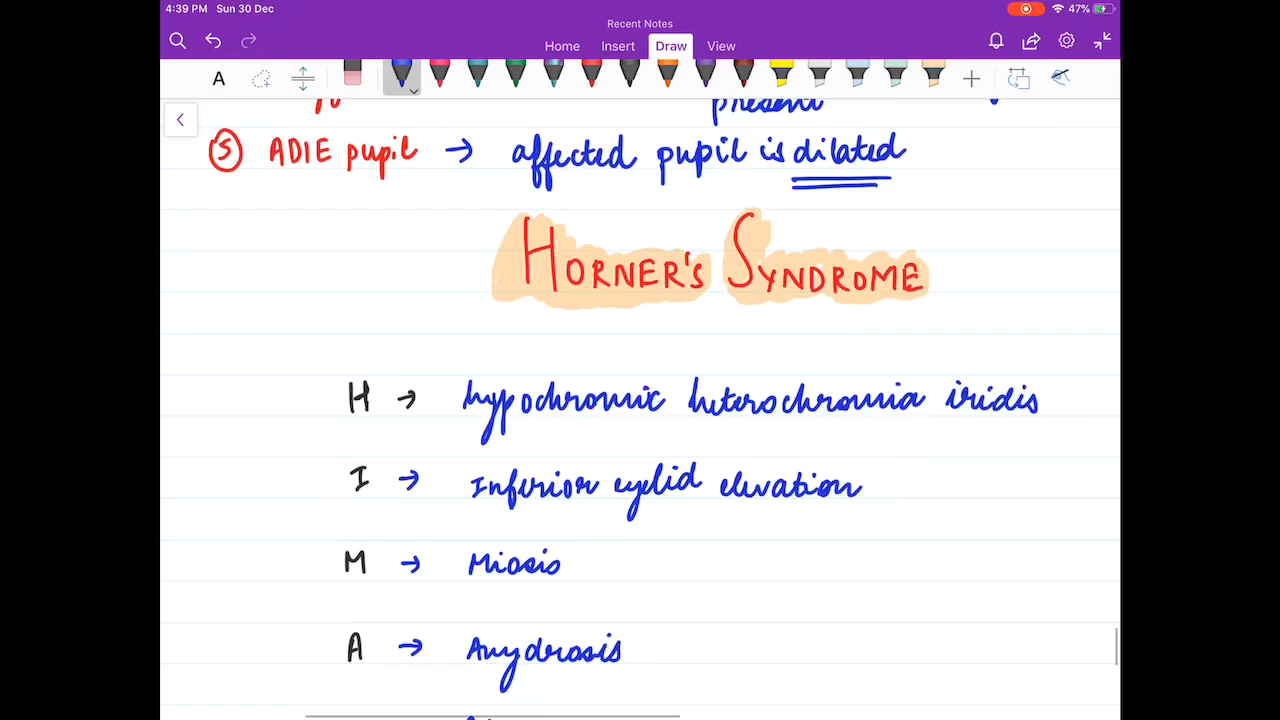 4:39 PM Sun 30 Dec
47%
Recent Notes
Home Insert Draw View
A
present
5 ADIE pupil → affected pupil is dilated
HORNER'S SYNDROME
H → hypochromic heterochromia iridis
I → Inferior eyelid elevation
M → Miosis
A → Anydrosis